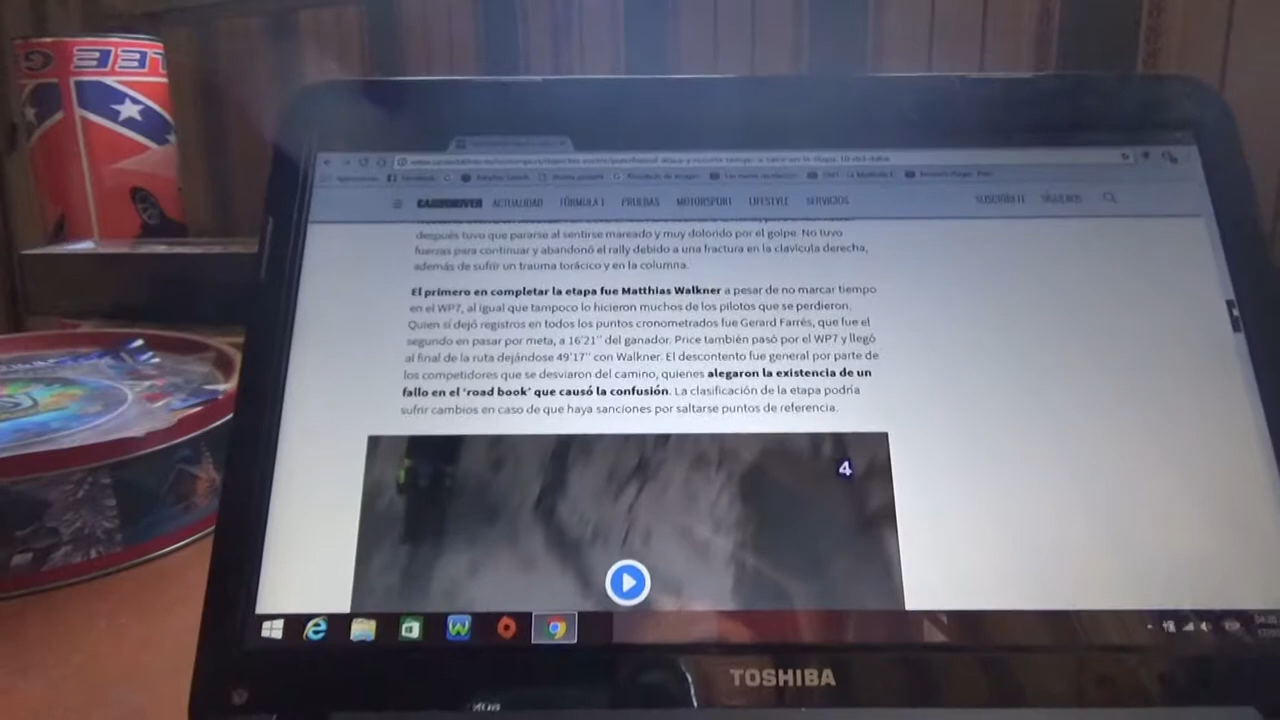 LEE
CARANDDRIVER ACTUALIDAD FÓRMULA 1 PRUEBAS MOTORSPORT LIFESTYLE SERVICIOS SUSCRÍBETE SÍGUENOS
después tuvo que pararse al sentirse mareado y muy dolorido por el golpe. No tuvo
fuerzas para continuar y abandonó el rally debido a una fractura en la clavícula derecha,
además de sufrir un trauma torácico y en la columna.
El primero en completar la etapa fue Matthias Walkner a pesar de no marcar tiempo
en el WP7, al igual que tampoco lo hicieron muchos de los pilotos que se perdieron.
Quien sí dejó registros en todos los puntos cronometrados fue Gerard Farrés, que fue el
segundo en pasar por meta, a 16'21'' del ganador. Price también pasó por el WP7 y llegó
al final de la ruta dejándose 49'17'' con Walkner. El descontento fue general por parte de
los competidores que se desviaron del camino, quienes alegaron la existencia de un
fallo en el 'road book' que causó la confusión. La clasificación de la etapa podría
sufrir cambios en caso de que haya sanciones por saltarse puntos de referencia.
4
TOSHIBA